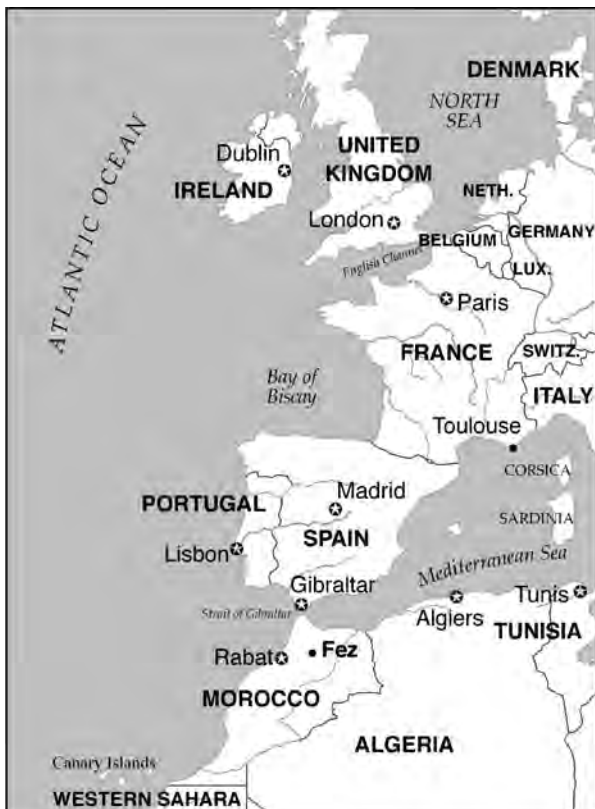 DENMARK
NORTH
SEA
ATLANTIC OCEAN
Dublin
IRELAND
UNITED
KINGDOM
NETH.
London
BELGIUM
GERMANY
English Channel
LUX.
Paris
FRANCE
SWITZ.
Bay of
Biscay
ITALY
Toulouse
CORSICA
PORTUGAL
Madrid
SARDINIA
Lisbon
SPAIN
Mediterranean Sea
Gibraltar
Strait of Gibraltar
Algiers
Tunis
TUNISIA
Rabat
Fez
MOROCCO
ALGERIA
Canary Islands
WESTERN SAHARA